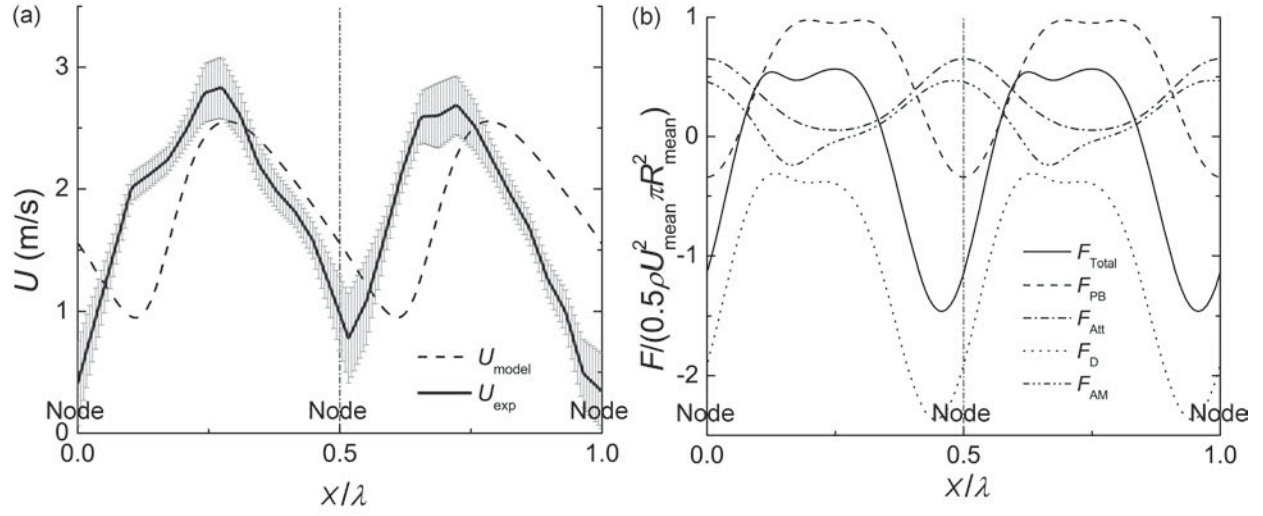 (a)
U (m/s)
3
2
1
0
U_model
U_exp
Node Node Node
0.0 0.5 1.0
x/λ
(b)
F/(0.5ρU²_mean πR²_mean)
1
0
-1
-2
F_Total
F_PB
F_Att
F_D
F_AM
Node Node Node
0.0 0.5 1.0
x/λ